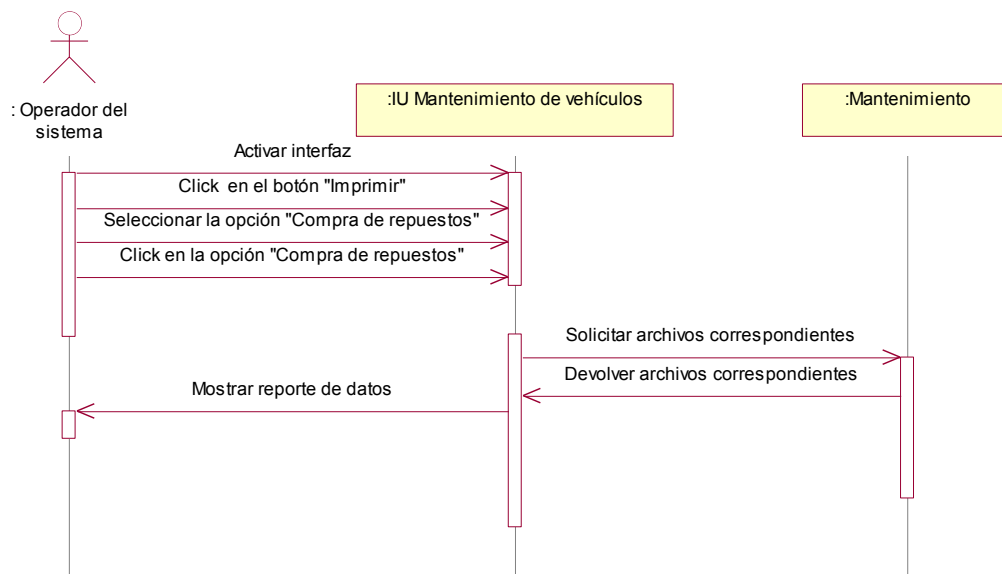 : Operador del
sistema
:IU Mantenimiento de vehículos
:Mantenimiento
Activar interfaz
Click en el botón "Imprimir"
Seleccionar la opción "Compra de repuestos"
Click en la opción "Compra de repuestos"
Solicitar archivos correspondientes
Devolver archivos correspondientes
Mostrar reporte de datos